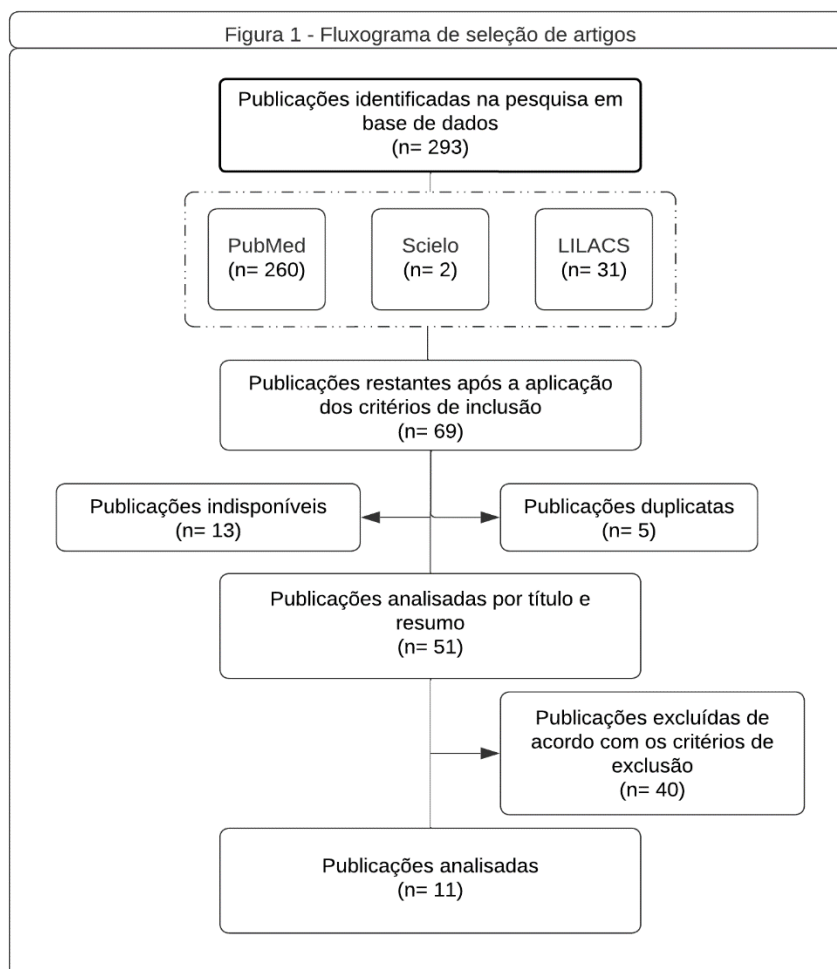 Figura 1 - Fluxograma de seleção de artigos
Publicações identificadas na pesquisa em
base de dados
(n= 293)
PubMed
(n= 260)
Scielo
(n= 2)
LILACS
(n= 31)
Publicações restantes após a aplicação
dos critérios de inclusão
(n= 69)
Publicações indisponíveis
(n= 13)
Publicações duplicatas
(n= 5)
Publicações analisadas por título e
resumo
(n= 51)
Publicações excluídas de
acordo com os critérios de
exclusão
(n= 40)
Publicações analisadas
(n= 11)